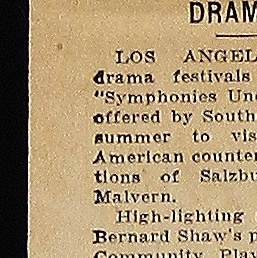 DRAM
LOS ANGEL
drama festivals
"Symphonies Un
offered by South
summer to vis
American counter
tions of Salzbu
Malvern.
High-lighting
Bernard Shaw's p
Community Play